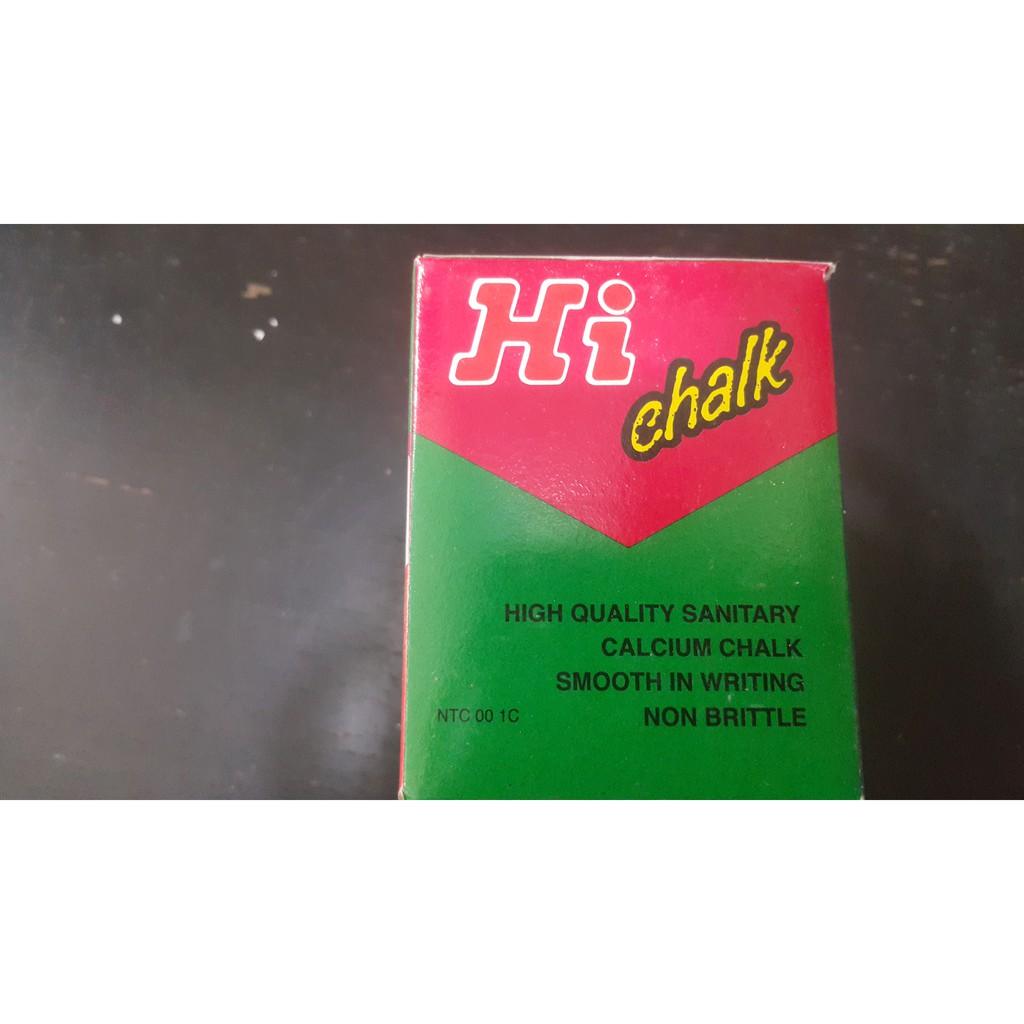 Hi
chalk
HIGH QUALITY SANITARY
CALCIUM CHALK
SMOOTH IN WRITING
NTC 00 1C NON BRITTLE